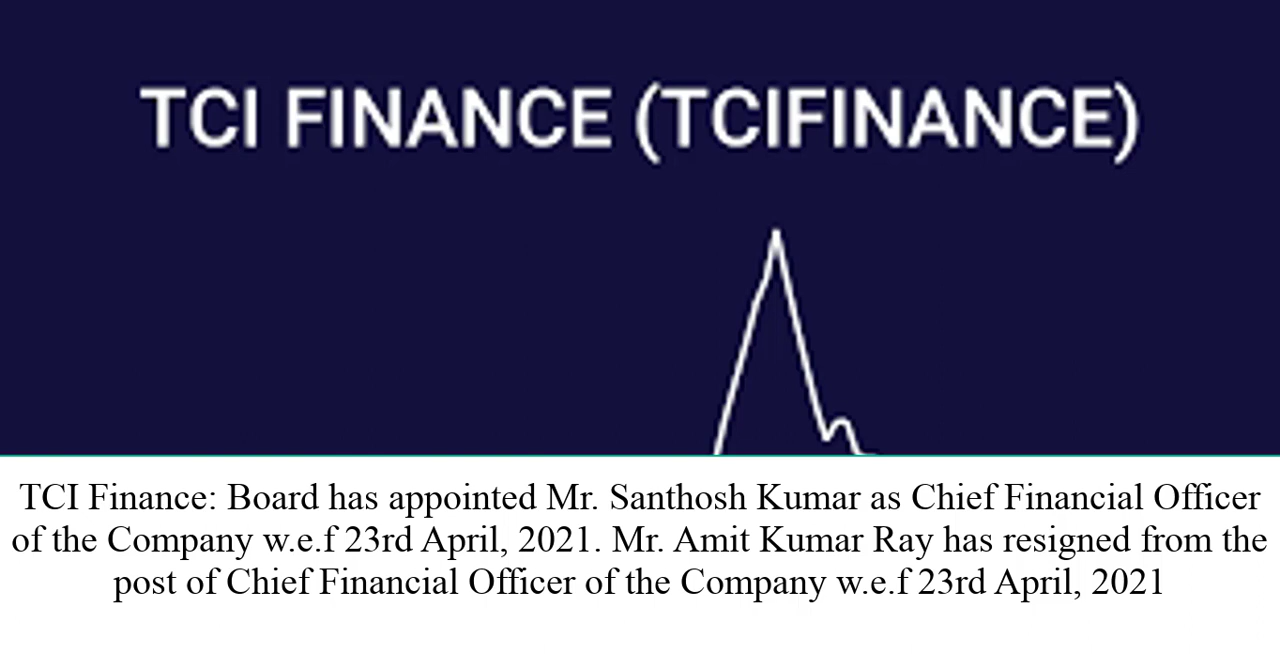 TCI FINANCE (TCIFINANCE)
TCI Finance: Board has appointed Mr. Santhosh Kumar as Chief Financial Officer
of the Company w.e.f 23rd April, 2021. Mr. Amit Kumar Ray has resigned from the
post of Chief Financial Officer of the Company w.e.f 23rd April, 2021